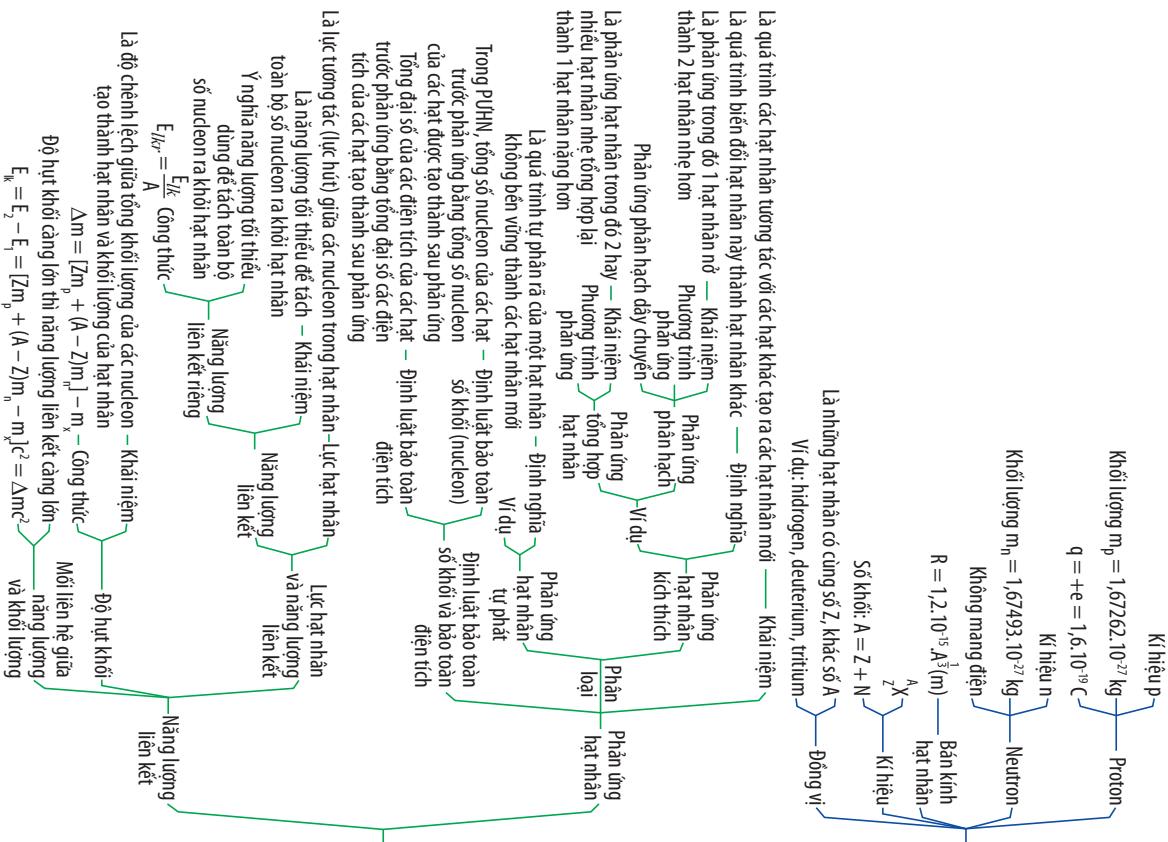 Kí hiệu p
Khối lượng mp = 1,67262.10-27 kg
q = +e = 1,6.10-19 C
Proton
Kí hiệu n
Khối lượng mn = 1,67493.10-27 kg
Không mang điện
Neutron
R = 1,2.10-15.A1/3(m)
Bán kính
hạt nhân
AZX
Số khối: A = Z + N
Kí hiệu
Là những hạt nhân có cùng số Z, khác số A
Ví dụ: hidrogen, deuterium, tritium
Đồng vị
Là quá trình các hạt nhân tương tác với các hạt khác tạo ra các hạt nhân mới
Khái niệm
Là quá trình biến đổi hạt nhân này thành hạt nhân khác
Định nghĩa
Là phản ứng trong đó 1 hạt nhân nở
thành 2 hạt nhân nhẹ hơn
Khái niệm
Phương trình
phản ứng
Phản ứng phân hạch dây chuyền
Phản ứng
phân hạch
Là phản ứng hạt nhân trong đó 2 hay
nhiều hạt nhân nhẹ tổng hợp lại
thành 1 hạt nhân nặng hơn
Khái niệm
Phương trình
phản ứng
Phản ứng
tổng hợp
hạt nhân
Ví dụ
Phản ứng
hạt nhân
kích thích
Là quá trình tự phân rã của một hạt nhân
không bền vững thành các hạt nhân mới
Định nghĩa
Ví dụ
Phản ứng
hạt nhân
tự phát
Phân
loại
Trong PƯHN, tổng số nucleon của các hạt
trước phản ứng bằng tổng số nucleon
của các hạt được tạo thành sau phản ứng
Định luật bảo toàn
số khối (nucleon)
Tổng đại số của các điện tích của các hạt
trước phản ứng bằng tổng đại số các điện
tích của các hạt tạo thành sau phản ứng
Định luật bảo toàn
điện tích
Định luật bảo toàn
số khối và bảo toàn
điện tích
Phản ứng
hạt nhân
Là lực tương tác (lực hút) giữa các nucleon trong hạt nhân
Lực hạt nhân
Là năng lượng tối thiểu để tách
toàn bộ số nucleon ra khỏi hạt nhân
Khái niệm
Ý nghĩa năng lượng tối thiểu
dùng để tách toàn bộ
số nucleon ra khỏi hạt nhân
Elkr = Elk/A Công thức
Năng lượng
liên kết riêng
Năng lượng
liên kết
Lực hạt nhân
và năng lượng
liên kết
Là độ chênh lệch giữa tổng khối lượng của các nucleon
tạo thành hạt nhân và khối lượng của hạt nhân
Khái niệm
Δm = [Zmp + (A – Z)mn] – mx
Công thức
Độ hụt khối
Độ hụt khối càng lớn thì năng lượng liên kết càng lớn
Elk = E2 – E1 = [Zmp + (A – Z)mn – mx]c2 = Δmc2
Mối liên hệ giữa
năng lượng
và khối lượng
Năng lượng
liên kết